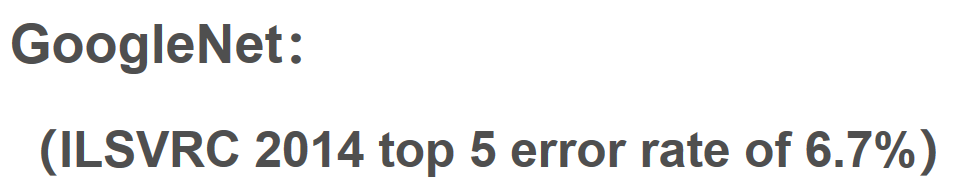 GoogleNet：
（ILSVRC 2014 top 5 error rate of 6.7%）